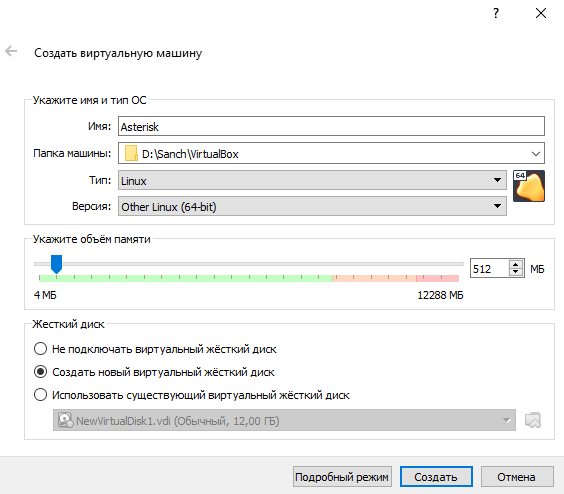 ?
Создать виртуальную машину
Укажите имя и тип ОС
Имя: Asterisk
Папка машины: D:\Sanch\VirtualBox
Тип: Linux
64
Версия: Other Linux (64-bit)
Укажите объём памяти
512 МБ
4 МБ 12288 МБ
Жесткий диск
Не подключать виртуальный жёсткий диск
Создать новый виртуальный жёсткий диск
Использовать существующий виртуальный жёсткий диск
NewVirtualDisk1.vdi (Обычный, 12,00 ГБ)
Подробный режим Создать Отмена